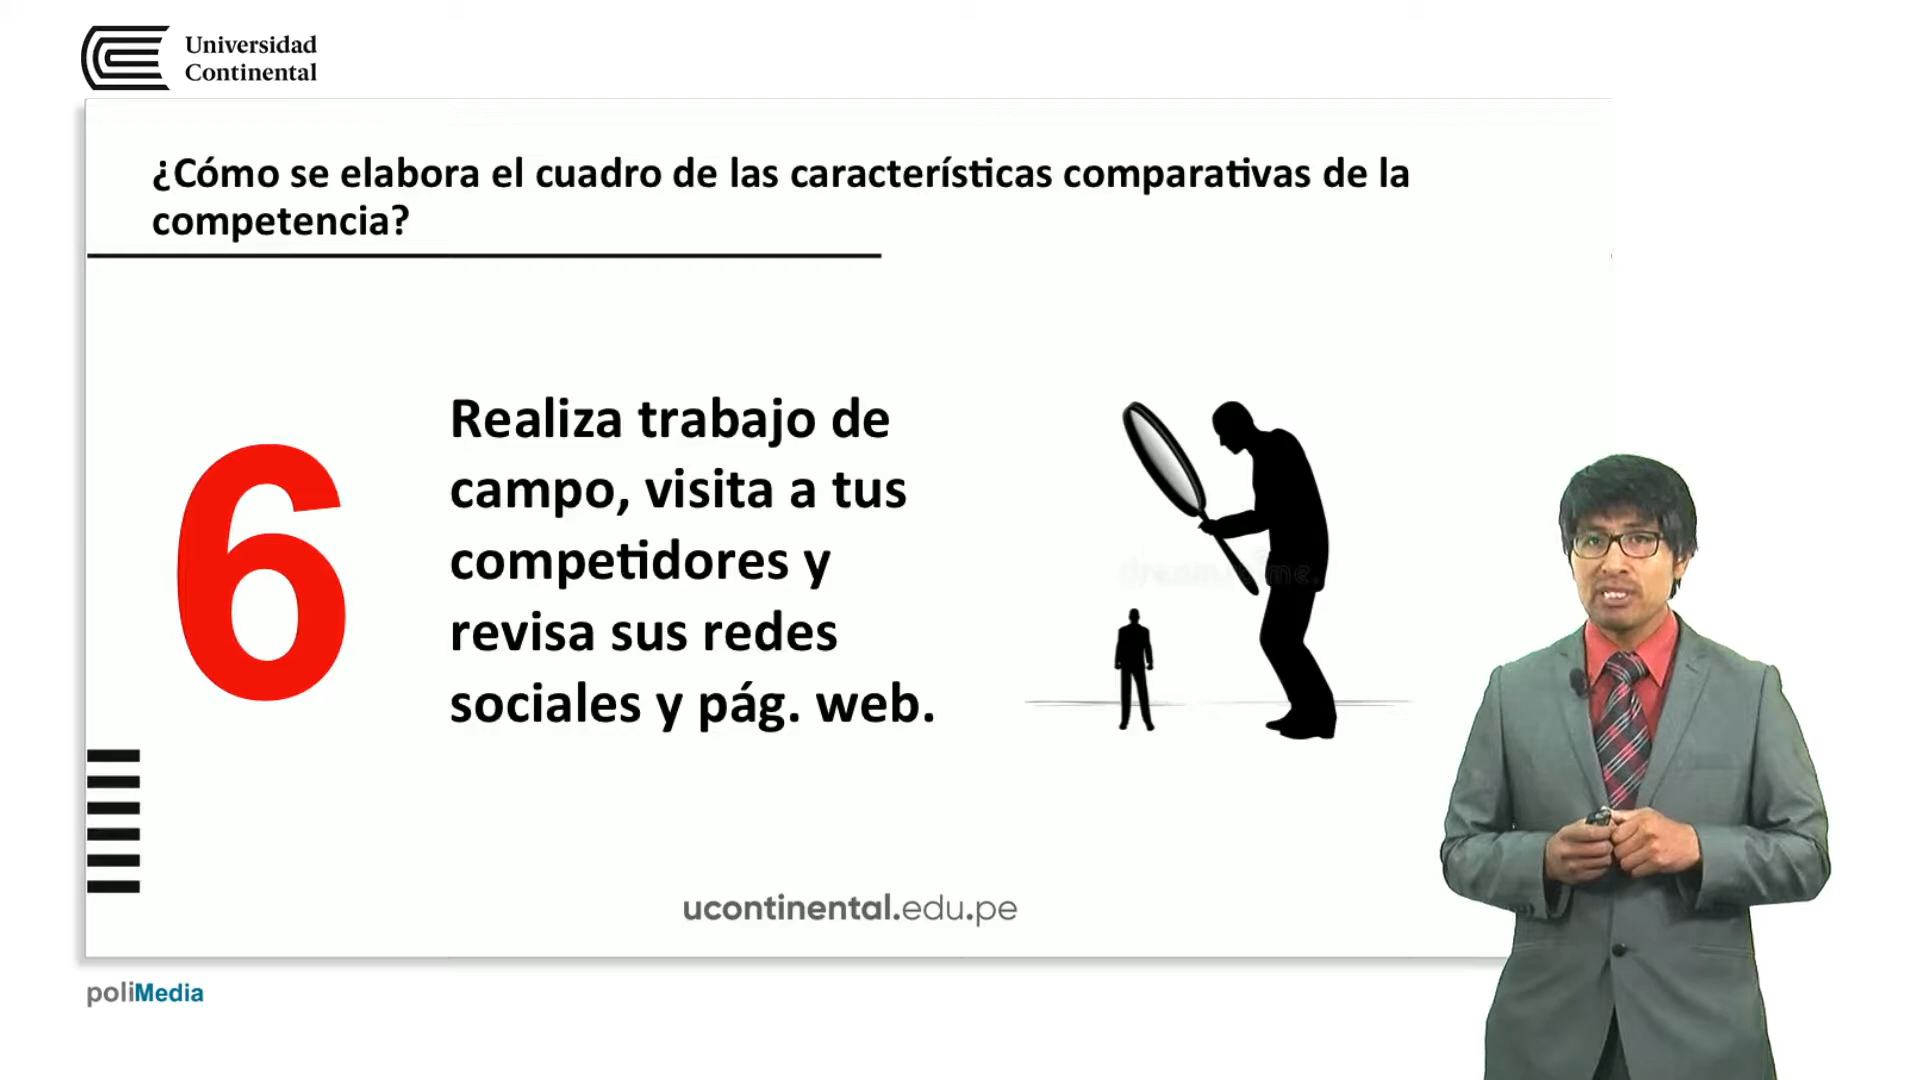 Universidad
Continental
¿Cómo se elabora el cuadro de las características comparativas de la
competencia?
6
Realiza trabajo de
campo, visita a tus
competidores y
revisa sus redes
sociales y pág. web.
ucontinental.edu.pe
poliMedia